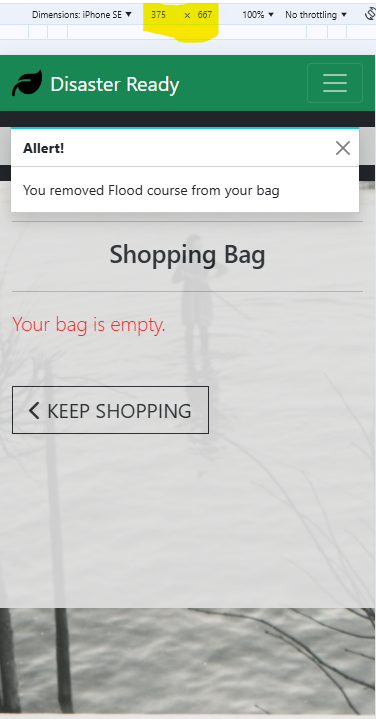 Dimensions: iPhone SE 375 × 667 100% No throttling
Disaster Ready
Allert!
You removed Flood course from your bag
Shopping Bag
Your bag is empty.
KEEP SHOPPING